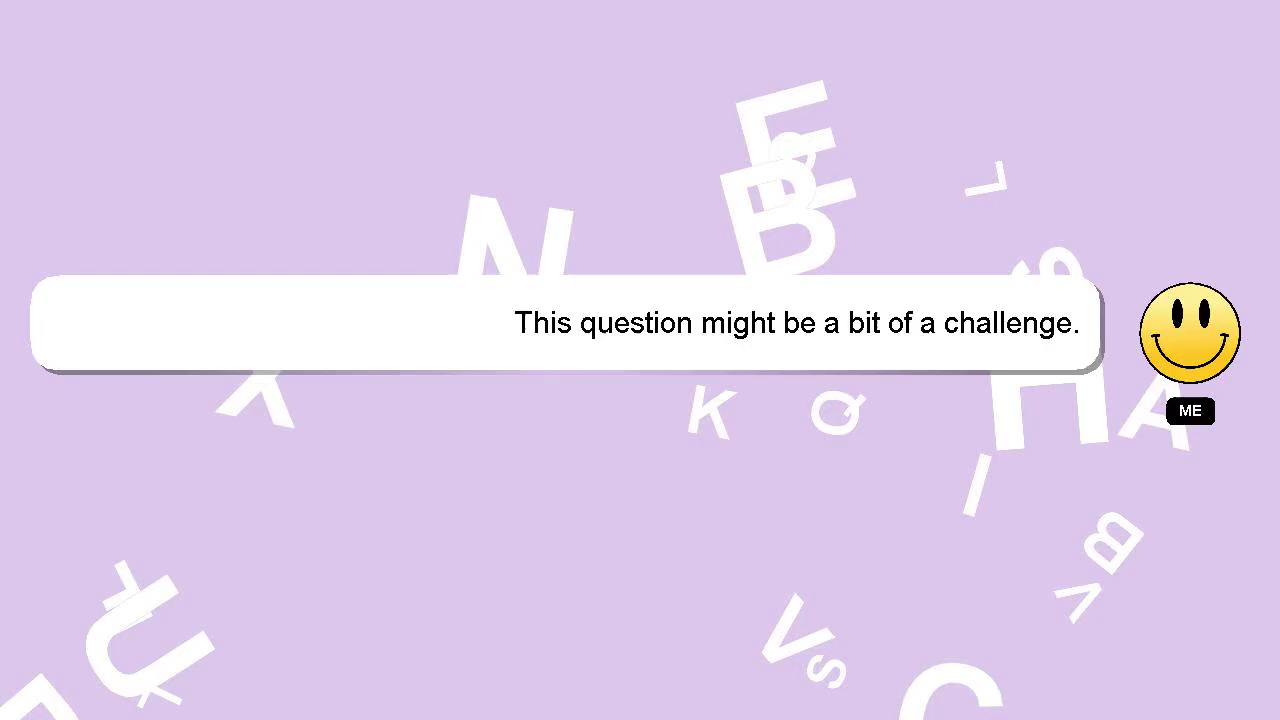 This question might be a bit of a challenge.
ME
E
B
L
N
S
X
K
Q
H
A
I
B
V
U
V
S
C